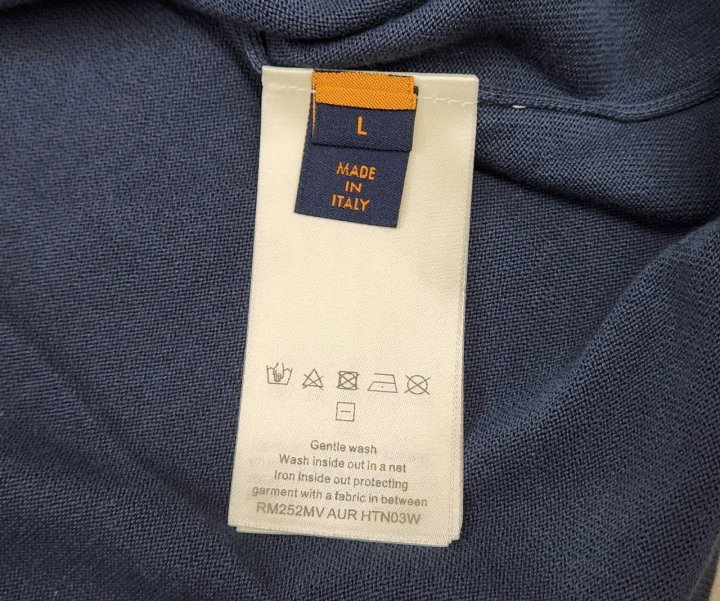 L
MADE
IN
ITALY
Gentle wash
Wash inside out in a net
Iron inside out protecting
garment with a fabric in between
RM252MV AUR HTN03W